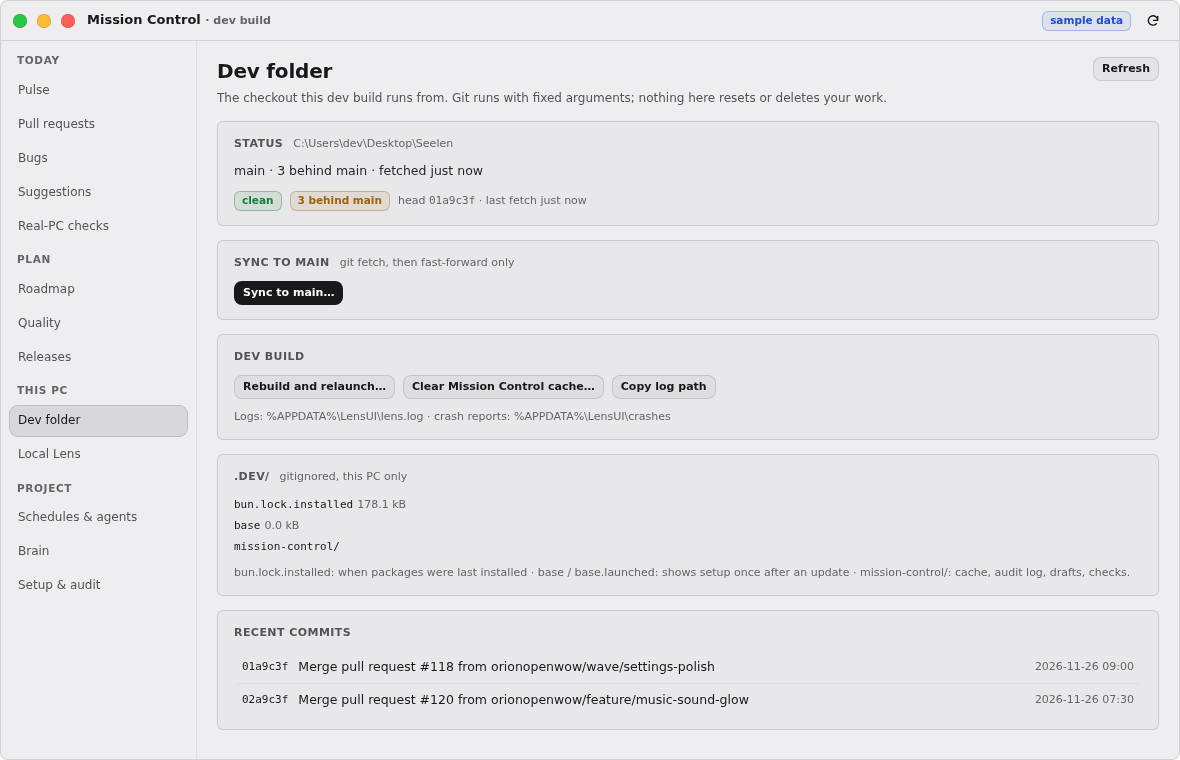 Mission Control · dev build
sample data
TODAY
Pulse
Pull requests
Bugs
Suggestions
Real-PC checks
PLAN
Roadmap
Quality
Releases
THIS PC
Dev folder
Local Lens
PROJECT
Schedules & agents
Brain
Setup & audit
Dev folder
Refresh
The checkout this dev build runs from. Git runs with fixed arguments; nothing here resets or deletes your work.
STATUS C:\Users\dev\Desktop\Seelen
main · 3 behind main · fetched just now
clean 3 behind main head 01a9c3f · last fetch just now
SYNC TO MAIN git fetch, then fast-forward only
Sync to main…
DEV BUILD
Rebuild and relaunch… Clear Mission Control cache… Copy log path
Logs: %APPDATA%\LensUI\lens.log · crash reports: %APPDATA%\LensUI\crashes
.DEV/ gitignored, this PC only
bun.lock.installed 178.1 kB
base 0.0 kB
mission-control/
bun.lock.installed: when packages were last installed · base / base.launched: shows setup once after an update · mission-control/: cache, audit log, drafts, checks.
RECENT COMMITS
01a9c3f Merge pull request #118 from orionopenwow/wave/settings-polish 2026-11-26 09:00
02a9c3f Merge pull request #120 from orionopenwow/feature/music-sound-glow 2026-11-26 07:30